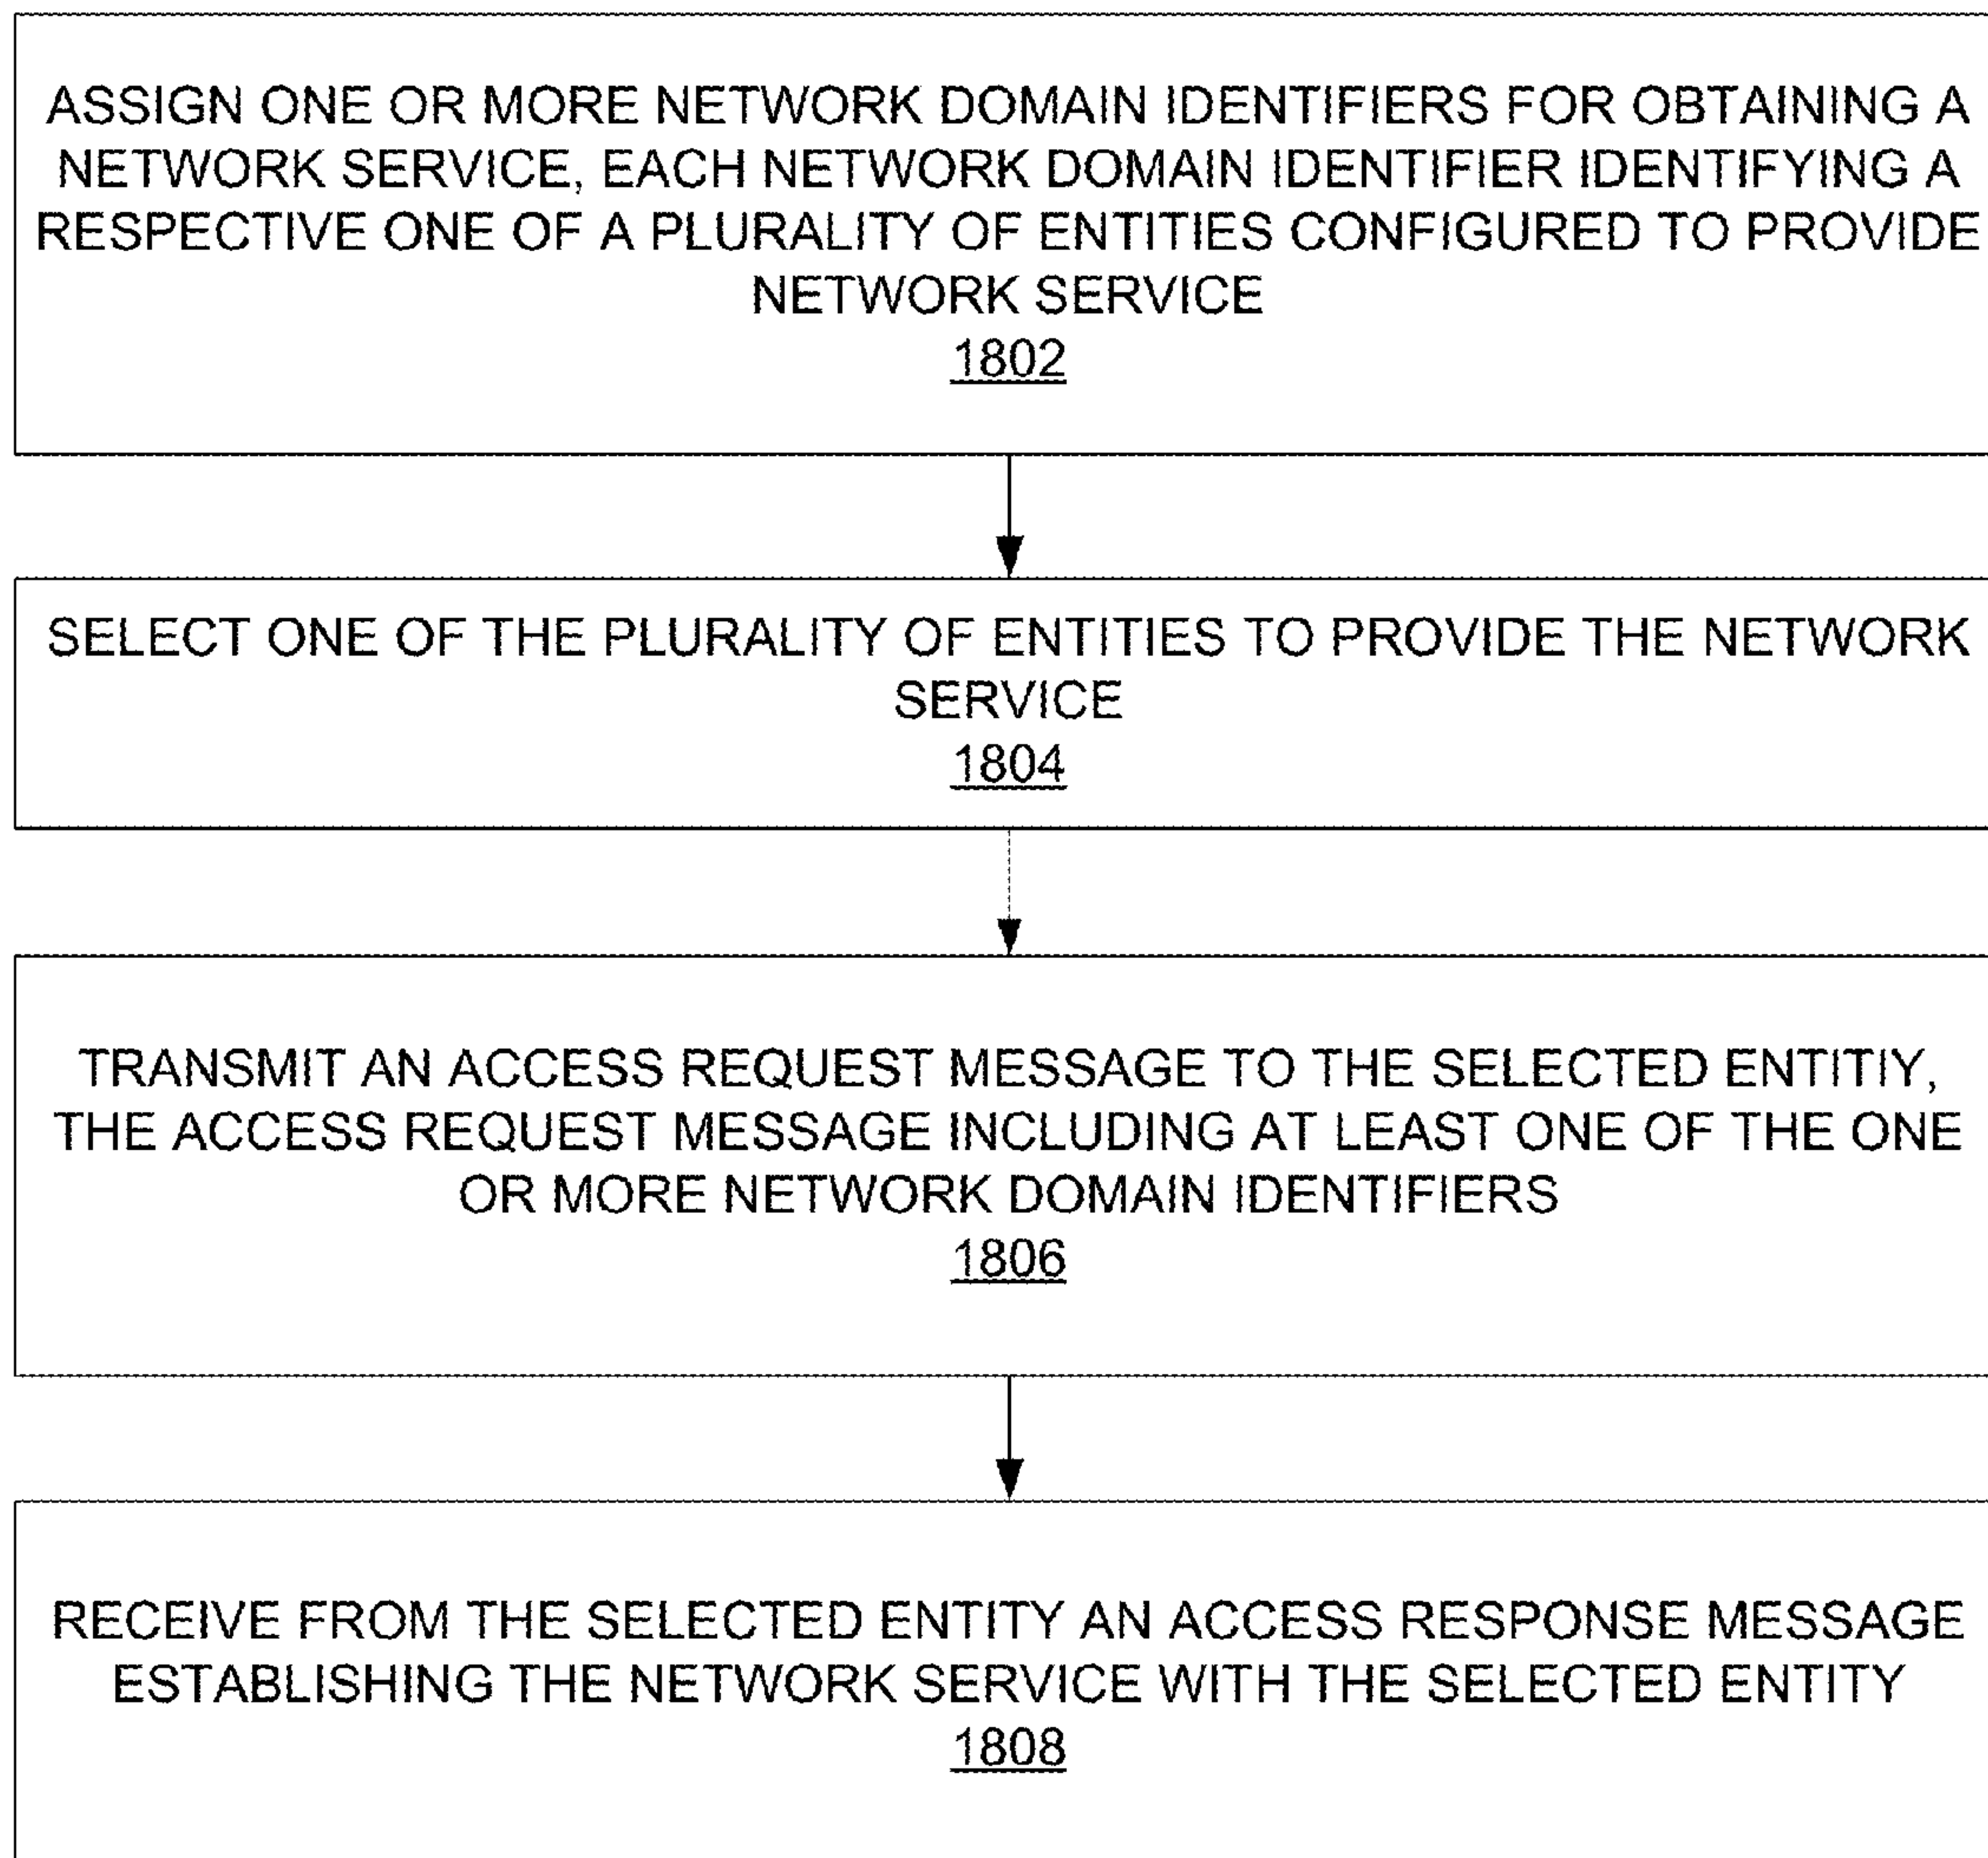 ASSIGN ONE OR MORE NETWORK DOMAIN IDENTIFIERS FOR OBTAINING A
NETWORK SERVICE, EACH NETWORK DOMAIN IDENTIFIER IDENTIFYING A
RESPECTIVE ONE OF A PLURALITY OF ENTITIES CONFIGURED TO PROVIDE
NETWORK SERVICE
1802
SELECT ONE OF THE PLURALITY OF ENTITIES TO PROVIDE THE NETWORK
SERVICE
1804
TRANSMIT AN ACCESS REQUEST MESSAGE TO THE SELECTED ENTITIY,
THE ACCESS REQUEST MESSAGE INCLUDING AT LEAST ONE OF THE ONE
OR MORE NETWORK DOMAIN IDENTIFIERS
1806
RECEIVE FROM THE SELECTED ENTITY AN ACCESS RESPONSE MESSAGE
ESTABLISHING THE NETWORK SERVICE WITH THE SELECTED ENTITY
1808